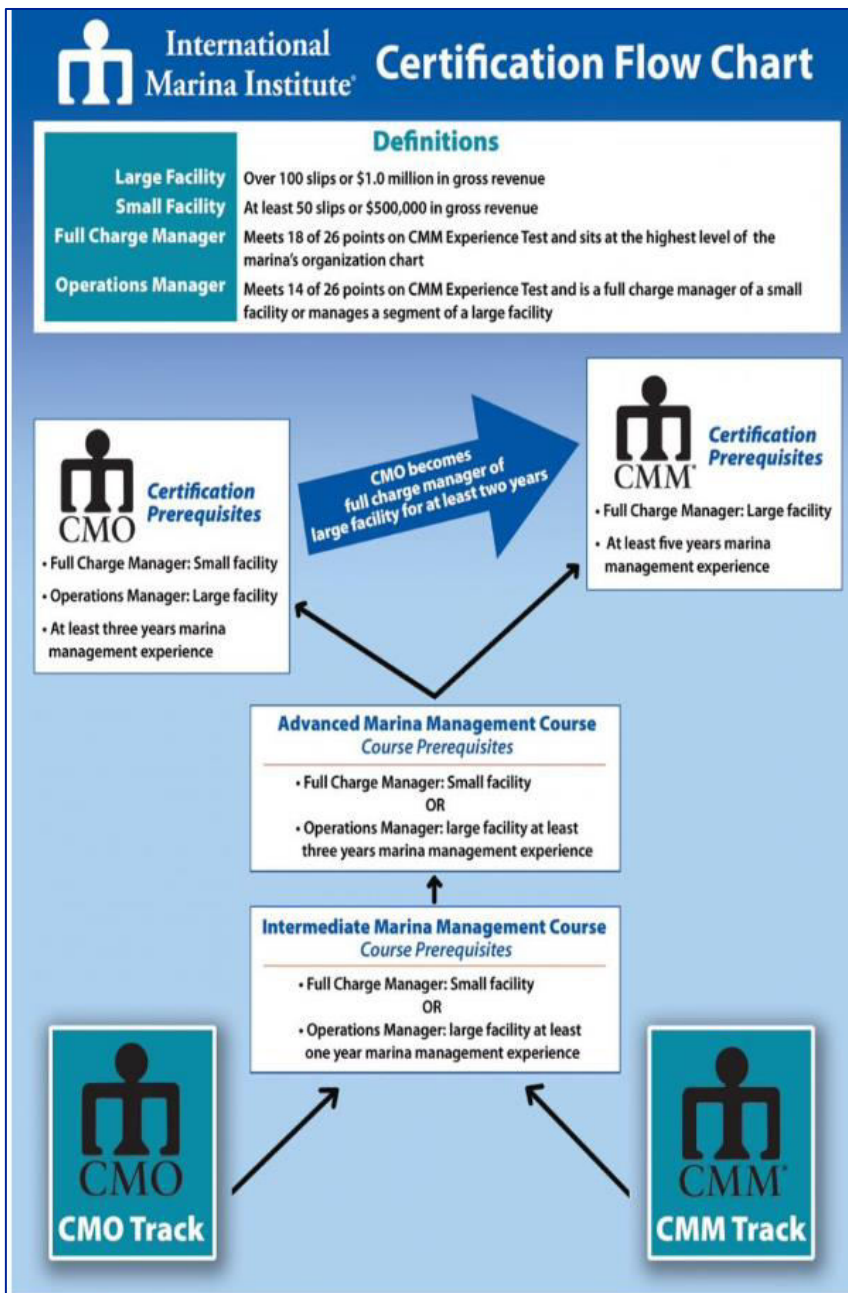 International
Marina Institute®
Certification Flow Chart
Definitions
Large Facility Over 100 slips or $1.0 million in gross revenue
Small Facility At least 50 slips or $500,000 in gross revenue
Full Charge Manager Meets 18 of 26 points on CMM Experience Test and sits at the highest level of the
marina's organization chart
Operations Manager Meets 14 of 26 points on CMM Experience Test and is a full charge manager of a small
facility or manages a segment of a large facility
CMO
Certification
Prerequisites
• Full Charge Manager: Small facility
• Operations Manager: Large facility
• At least three years marina
management experience
CMO becomes
full charge manager of
large facility for at least two years
CMM®
Certification
Prerequisites
• Full Charge Manager: Large facility
• At least five years marina
management experience
Advanced Marina Management Course
Course Prerequisites
• Full Charge Manager: Small facility
OR
• Operations Manager: large facility at least
three years marina management experience
Intermediate Marina Management Course
Course Prerequisites
• Full Charge Manager: Small facility
OR
• Operations Manager: large facility at least
one year marina management experience
CMO
CMO Track
CMM®
CMM Track